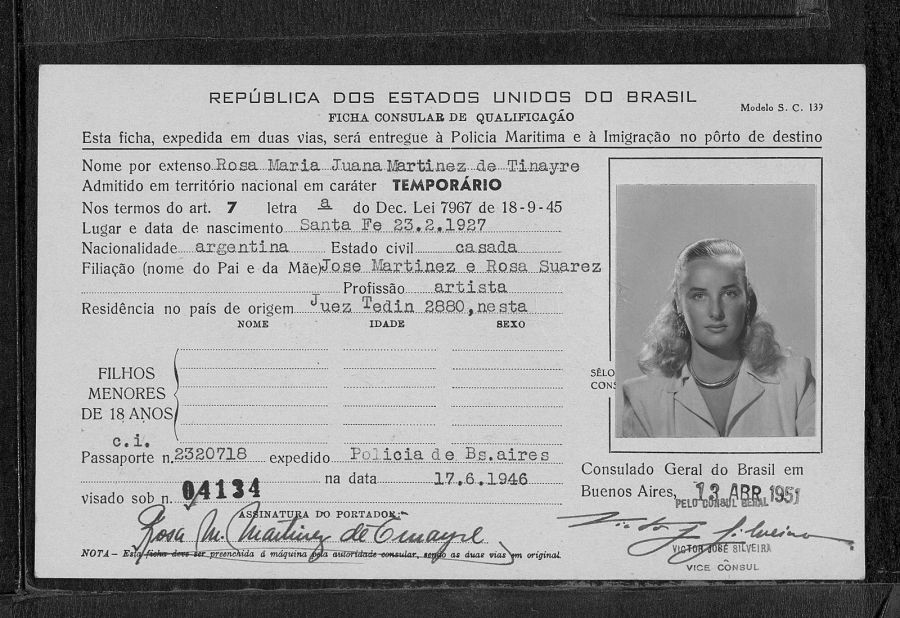 REPÚBLICA DOS ESTADOS UNIDOS DO BRASIL
Modelo S. C. 139
FICHA CONSULAR DE QUALIFICAÇÃO
Esta ficha, expedida em duas vias, será entregue à Policia Maritima e à Imigração no pôrto de destino
Nome por extenso Rosa Maria Juana Martinez de Tinayre
Admitido em território nacional em caráter TEMPORÁRIO
Nos termos do art. 7 letra a do Dec. Lei 7967 de 18-9-45
Lugar e data de nascimento Santa Fe 23.2.1927
Nacionalidade argentina Estado civil casada
Filiação (nome do Pai e da Mãe) Jose Martinez e Rosa Suarez
Profissão artista
Residência no país de origem Juez Tedin 2880, nesta
NOME IDADE SEXO
FILHOS
MENORES
DE 18 ANOS
SÊLO
CONS
c.i.
Passaporte n. 2320718 expedido Policia de Bs.aires
na data 17.6.1946
visado sob n. 04134
Consulado Geral do Brasil em
Buenos Aires, 13 ABR 1951
PELO CONSUL GERAL
ASSINATURA DO PORTADOR
Rosa M. Martinez de Tinayre
VICTOR JOSÉ SILVEIRA
VICE CÔNSUL
NOTA - Esta ficha deve ser preenchida á máquina pela autoridade consular, sendo as duas vias em original.